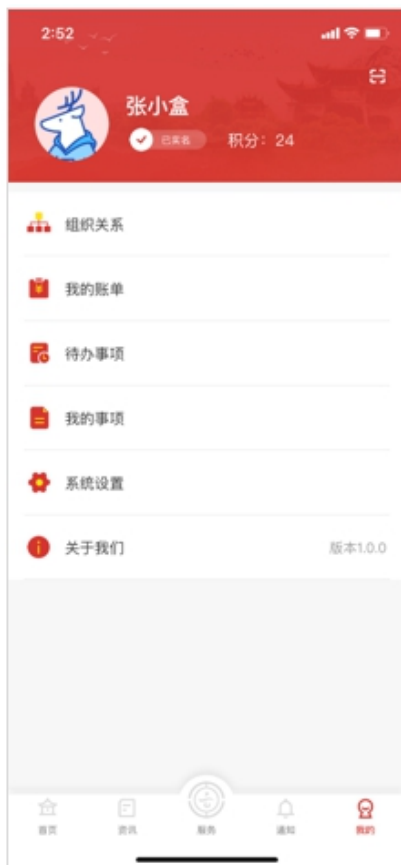 2:52
张小盒
已实名 积分：24
组织关系
我的账单
待办事项
我的事项
系统设置
关于我们 版本1.0.0
首页 资讯 服务 通知 我的